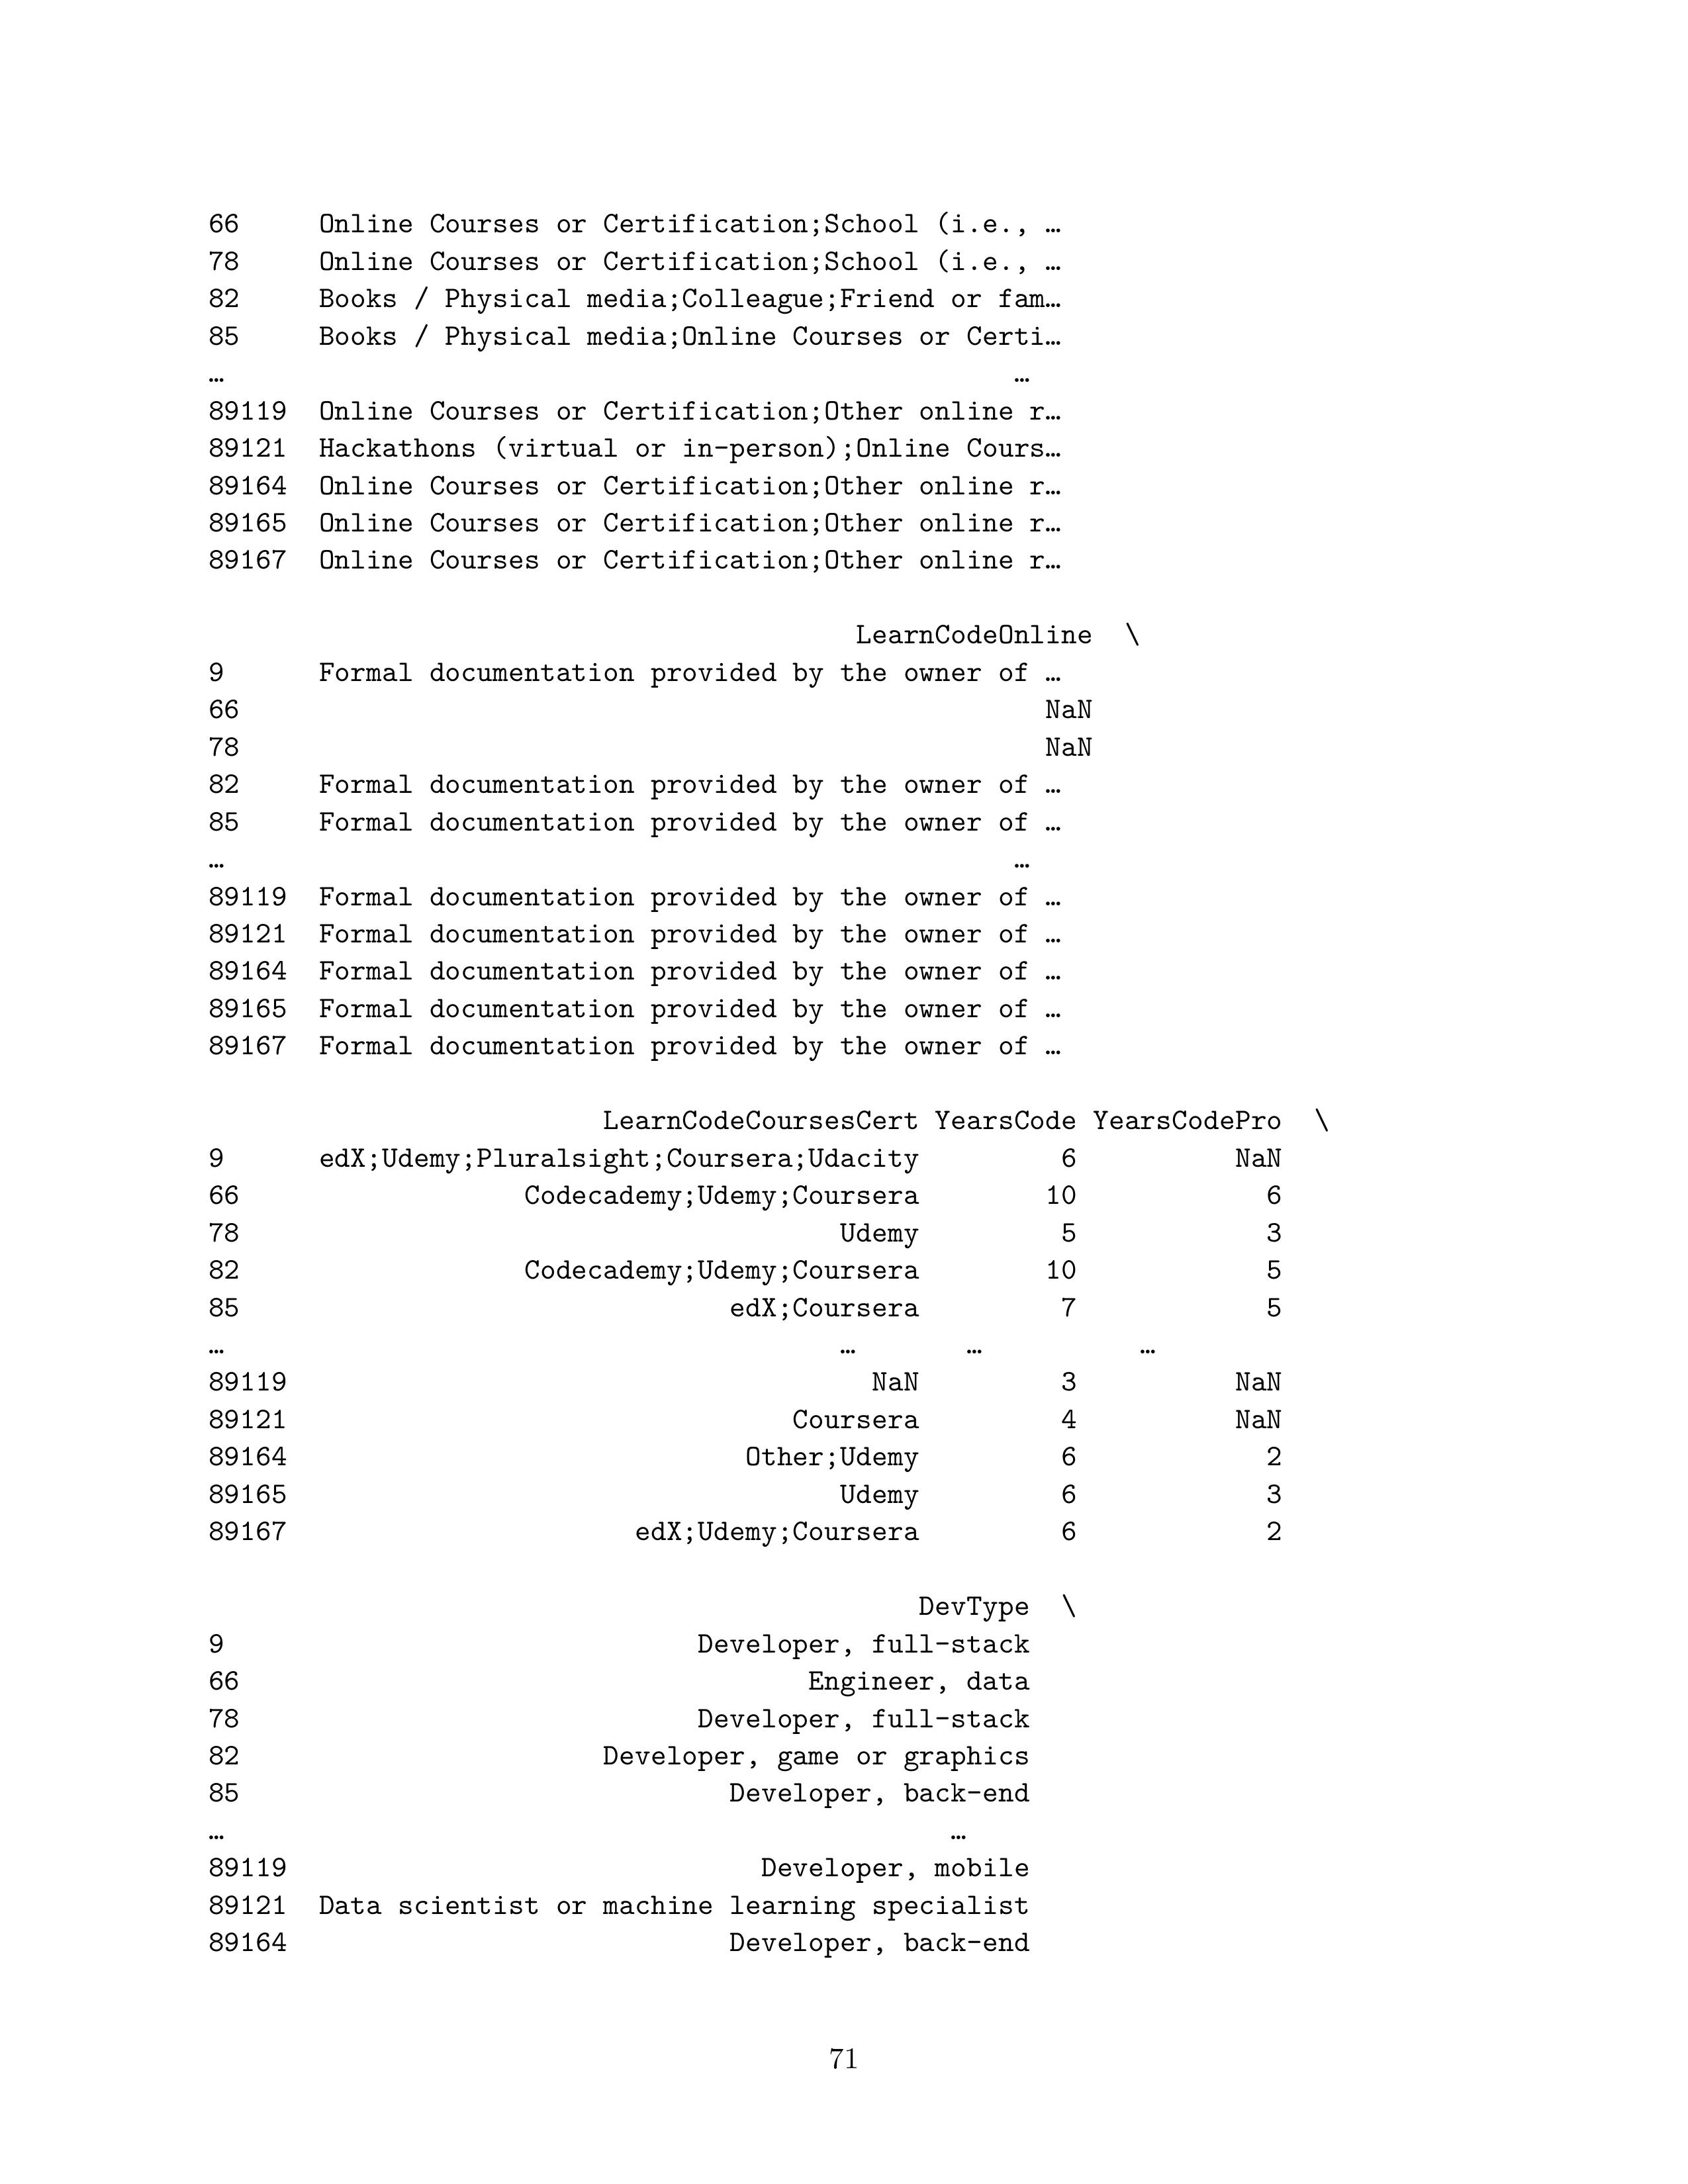 66     Online Courses or Certification;School (i.e., …
78     Online Courses or Certification;School (i.e., …
82     Books / Physical media;Colleague;Friend or fam…
85     Books / Physical media;Online Courses or Certi…
…                                                  …
89119  Online Courses or Certification;Other online r…
89121  Hackathons (virtual or in-person);Online Cours…
89164  Online Courses or Certification;Other online r…
89165  Online Courses or Certification;Other online r…
89167  Online Courses or Certification;Other online r…
                                         LearnCodeOnline  \
9      Formal documentation provided by the owner of …
66                                                   NaN
78                                                   NaN
82     Formal documentation provided by the owner of …
85     Formal documentation provided by the owner of …
…                                                  …
89119  Formal documentation provided by the owner of …
89121  Formal documentation provided by the owner of …
89164  Formal documentation provided by the owner of …
89165  Formal documentation provided by the owner of …
89167  Formal documentation provided by the owner of …
                         LearnCodeCoursesCert YearsCode YearsCodePro  \
9      edX;Udemy;Pluralsight;Coursera;Udacity         6          NaN
66                   Codecademy;Udemy;Coursera        10            6
78                                       Udemy         5            3
82                   Codecademy;Udemy;Coursera        10            5
85                                edX;Coursera         7            5
…                                       …       …          …
89119                                      NaN         3          NaN
89121                                 Coursera         4          NaN
89164                              Other;Udemy         6            2
89165                                    Udemy         6            3
89167                       edX;Udemy;Coursera         6            2
                                             DevType  \
9                              Developer, full-stack
66                                    Engineer, data
78                             Developer, full-stack
82                       Developer, game or graphics
85                               Developer, back-end
…                                              …
89119                              Developer, mobile
89121  Data scientist or machine learning specialist
89164                            Developer, back-end
71